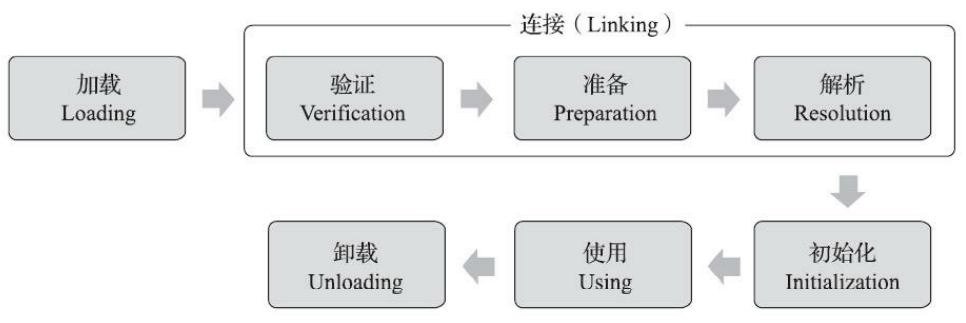 连接（Linking）
加载
Loading
验证
Verification
准备
Preparation
解析
Resolution
初始化
Initialization
使用
Using
卸载
Unloading